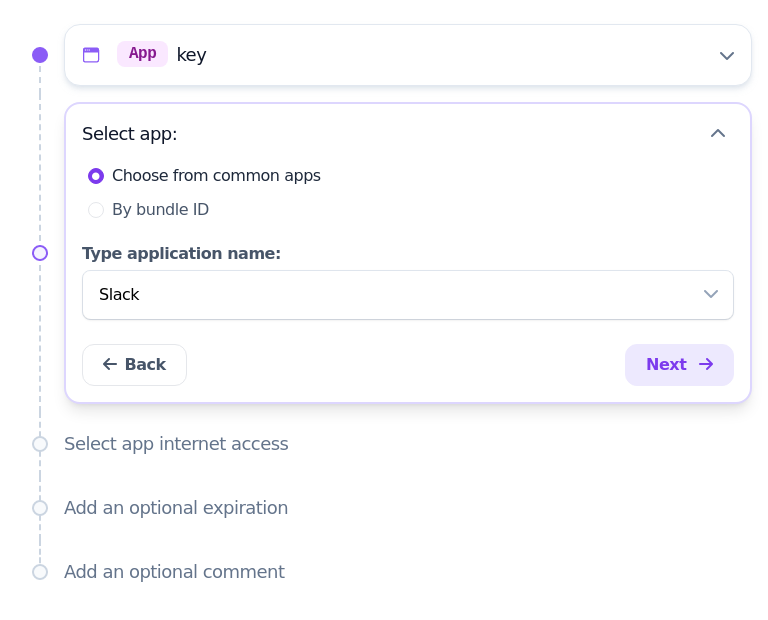 App key
Select app:
Choose from common apps
By bundle ID
Type application name:
Slack
Back
Next
Select app internet access
Add an optional expiration
Add an optional comment